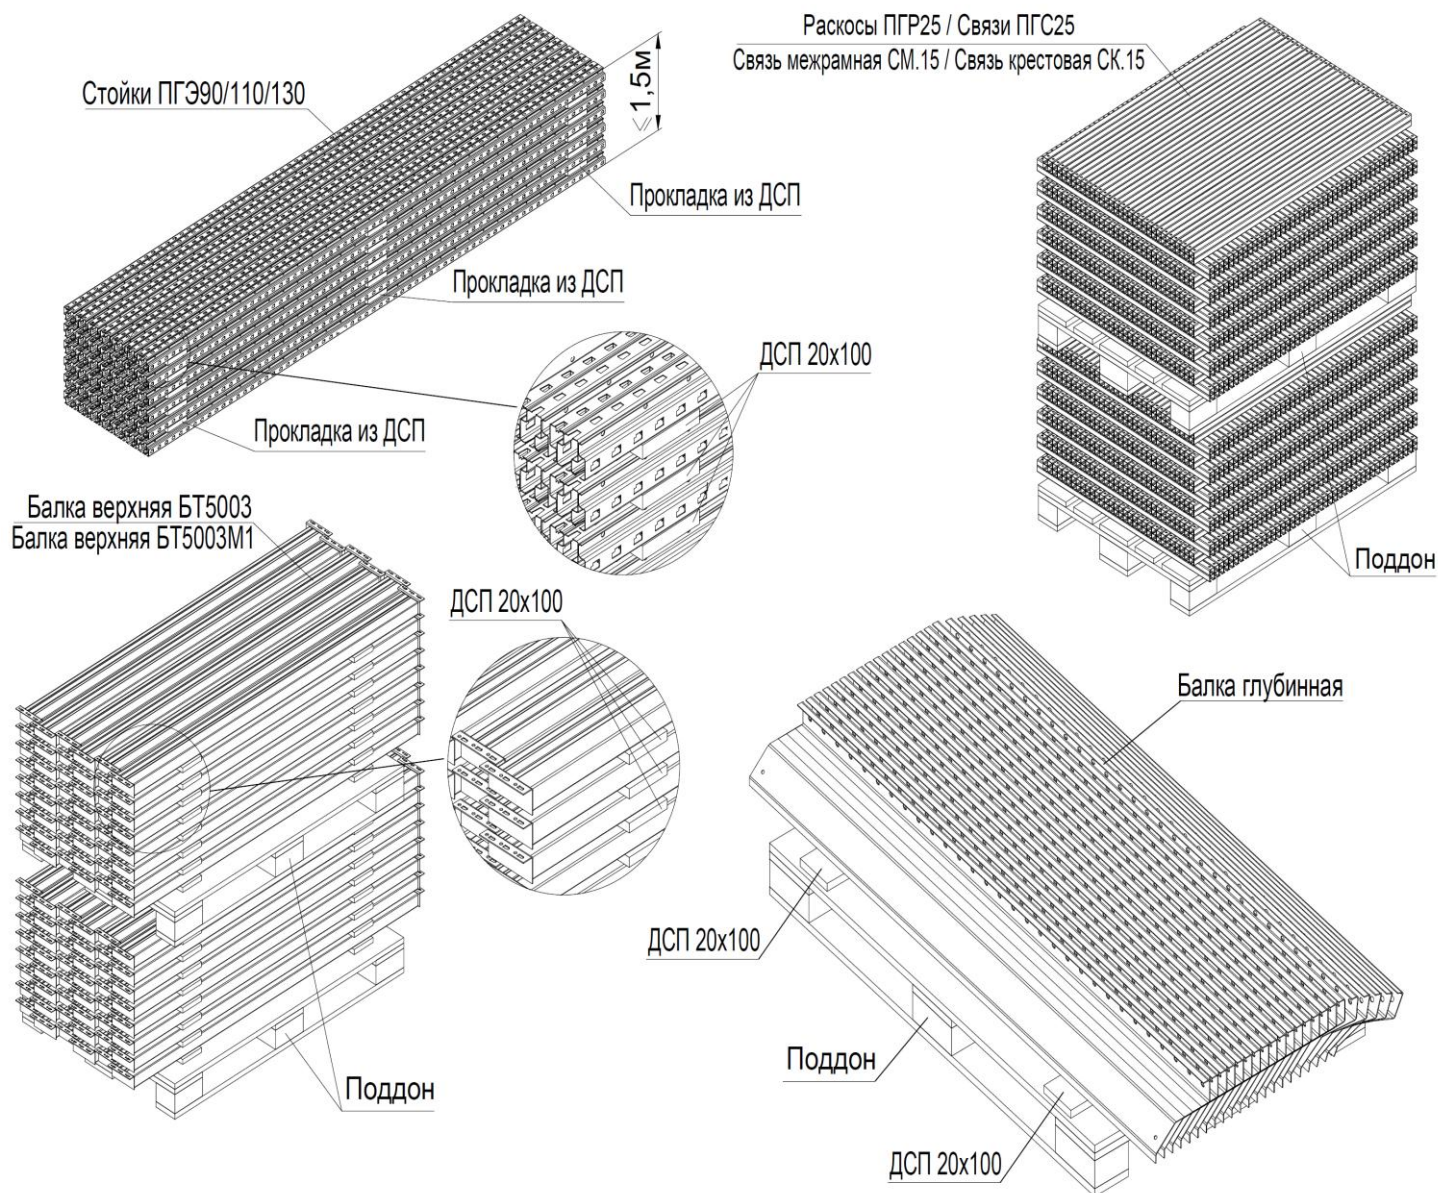 Стойки ПГЭ90/110/130
≤ 1,5м
Прокладка из ДСП
Прокладка из ДСП
Прокладка из ДСП
ДСП 20х100
Раскосы ПГР25 / Связи ПГС25
Связь межрамная СМ.15 / Связь крестовая СК.15
Поддон
Балка верхняя БТ5003
Балка верхняя БТ5003М1
ДСП 20х100
Поддон
Балка глубинная
ДСП 20х100
Поддон
ДСП 20х100